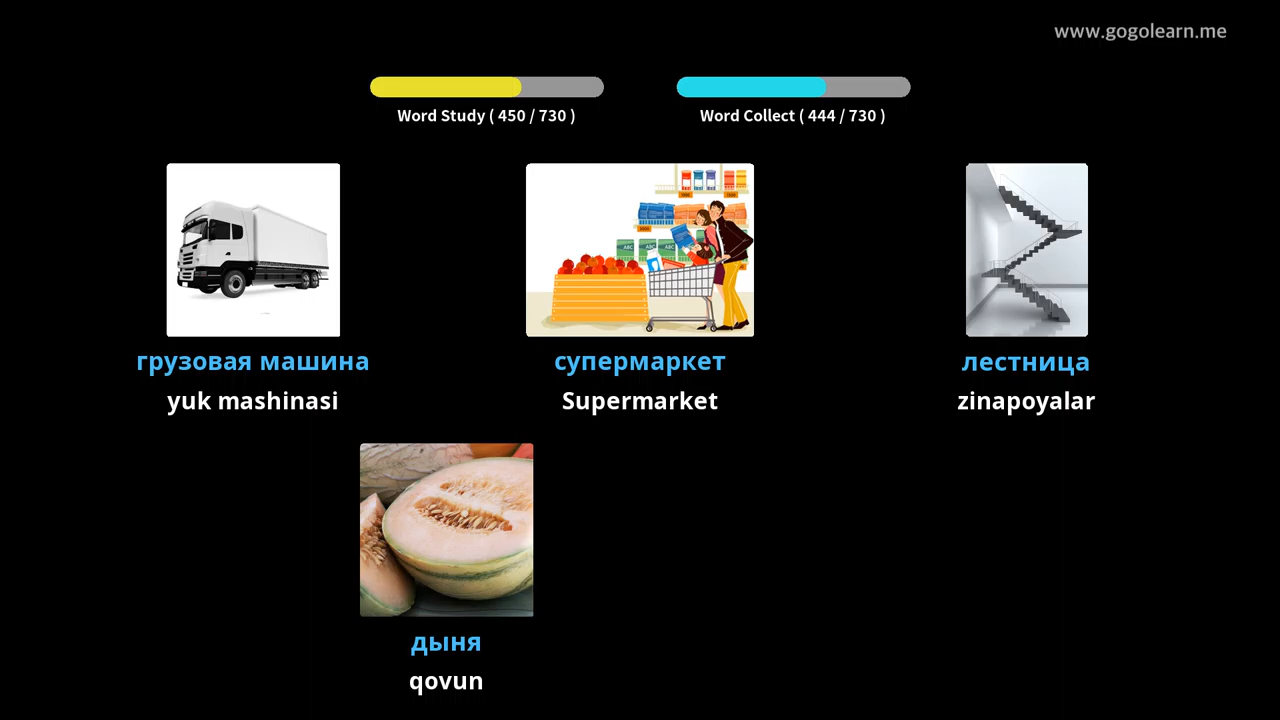 www.gogolearn.me
Word Study ( 450 / 730 )
Word Collect ( 444 / 730 )
грузовая машина
yuk mashinasi
супермаркет
Supermarket
лестница
zinapoyalar
дыня
qovun